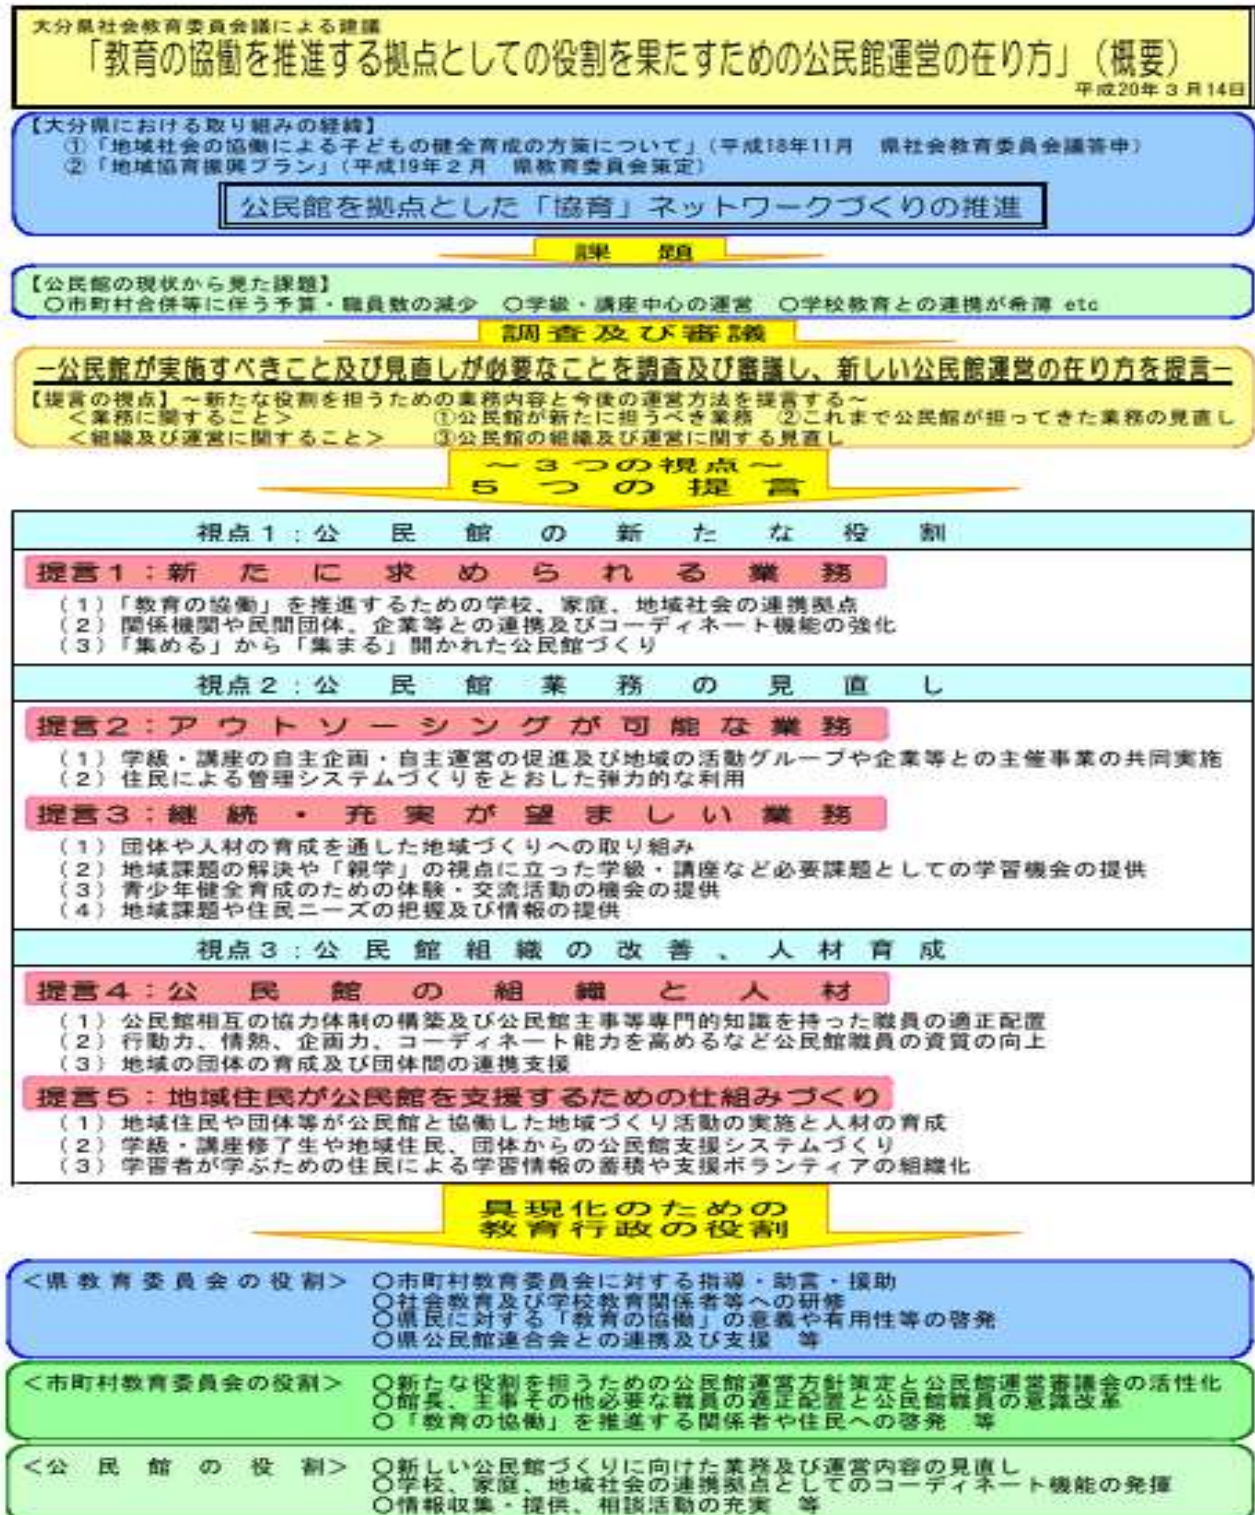 大分県社会教育委員会議による建議
「教育の協働を推進する拠点としての役割を果たすための公民館運営の在り方」（概要）
平成20年３月14日
【大分県における取り組みの経緯】
①「地域社会の協働による子どもの健全育成の方策について」（平成18年11月　県社会教育委員会議答申）
②「地域協育振興プラン」（平成19年２月　県教育委員会策定）
公民館を拠点とした「協育」ネットワークづくりの推進
課　題
【公民館の現状から見た課題】
○市町村合併等に伴う予算・職員数の減少　○学級・講座中心の運営　○学校教育との連携が希薄 etc
調査及び審議
－公民館が実施すべきこと及び見直しが必要なことを調査及び審議し、新しい公民館運営の在り方を提言－
【提言の視点】～新たな役割を担うための業務内容と今後の運営方法を提言する～
＜業務に関すること＞　①公民館が新たに担うべき業務　②これまで公民館が担ってきた業務の見直し
＜組織及び運営に関すること＞　③公民館の組織及び運営に関する見直し
～３つの視点～
５つの提言
視点１：公民館の新たな役割
提言１：新たに求められる業務
（１）「教育の協働」を推進するための学校、家庭、地域社会の連携拠点
（２）関係機関や民間団体、企業等との連携及びコーディネート機能の強化
（３）「集める」から「集まる」開かれた公民館づくり
視点２：公民館業務の見直し
提言２：アウトソーシングが可能な業務
（１）学級・講座の自主企画・自主運営の促進及び地域の活動グループや企業等との主催事業の共同実施
（２）住民による管理システムづくりをとおした弾力的な利用
提言３：継続・充実が望ましい業務
（１）団体や人材の育成を通した地域づくりへの取り組み
（２）地域課題の解決や「親学」の視点に立った学級・講座など必要課題としての学習機会の提供
（３）青少年健全育成のための体験・交流活動の機会の提供
（４）地域課題や住民ニーズの把握及び情報の提供
視点３：公民館組織の改善、人材育成
提言４：公民館の組織と人材
（１）公民館相互の協力体制の構築及び公民館主事等専門的知識を持った職員の適正配置
（２）行動力、情熱、企画力、コーディネート能力を高めるなど公民館職員の資質の向上
（３）地域の団体の育成及び団体間の連携支援
提言５：地域住民が公民館を支援するための仕組みづくり
（１）地域住民や団体等が公民館と協働した地域づくり活動の実施と人材の育成
（２）学級・講座修了生や地域住民、団体からの公民館支援システムづくり
（３）学習者が学ぶための住民による学習情報の蓄積や支援ボランティアの組織化
具現化のための
教育行政の役割
＜県教育委員会の役割＞　○市町村教育委員会に対する指導・助言・援助
○社会教育及び学校教育関係者等への研修
○県民に対する「教育の協働」の意義や有用性等の啓発
○県公民館連合会との連携及び支援　等
＜市町村教育委員会の役割＞　○新たな役割を担うための公民館運営方針策定と公民館運営審議会の活性化
○館長、主事その他必要な職員の適正配置と公民館職員の意識改革
○「教育の協働」を推進する関係者や住民への啓発　等
＜公民館の役割＞　○新しい公民館づくりに向けた業務及び運営内容の見直し
○学校、家庭、地域社会の連携拠点としてのコーディネート機能の発揮
○情報収集・提供、相談活動の充実　等